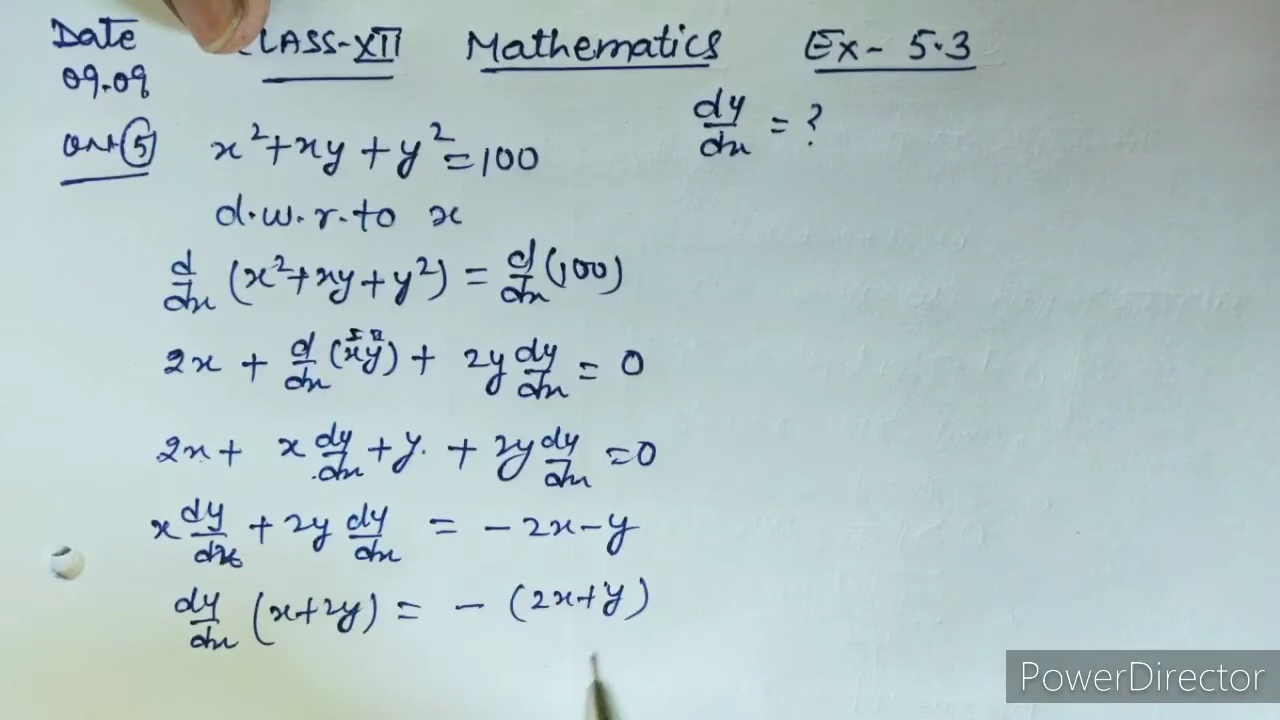 Date CLASS-XII Mathematics Ex- 5.3
09.09
dy/dx = ?
5 x²+xy+y²=100
d.w.r.to x
d/dx (x²+xy+y²) = d/dx (100)
2x + d/dx (xy) + 2y dy/dx = 0
I II
2x + x dy/dx + y. + 2y dy/dx = 0
x dy/dx + 2y dy/dx = -2x-y
dy/dx (x+2y) = - (2x+y)
PowerDirector